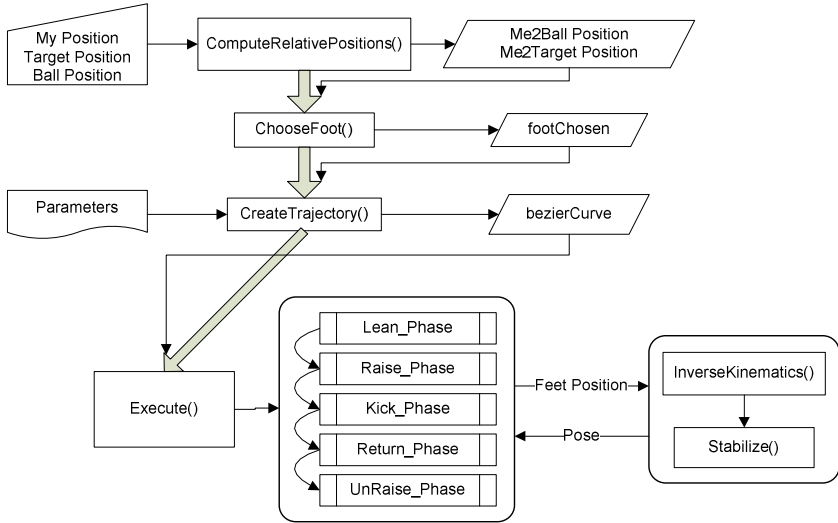 My Position
Target Position
Ball Position
ComputeRelativePositions()
Me2Ball Position
Me2Target Position
ChooseFoot()
footChosen
Parameters
CreateTrajectory()
bezierCurve
Execute()
Lean_Phase
Raise_Phase
Kick_Phase
Return_Phase
UnRaise_Phase
Feet Position
Pose
InverseKinematics()
Stabilize()